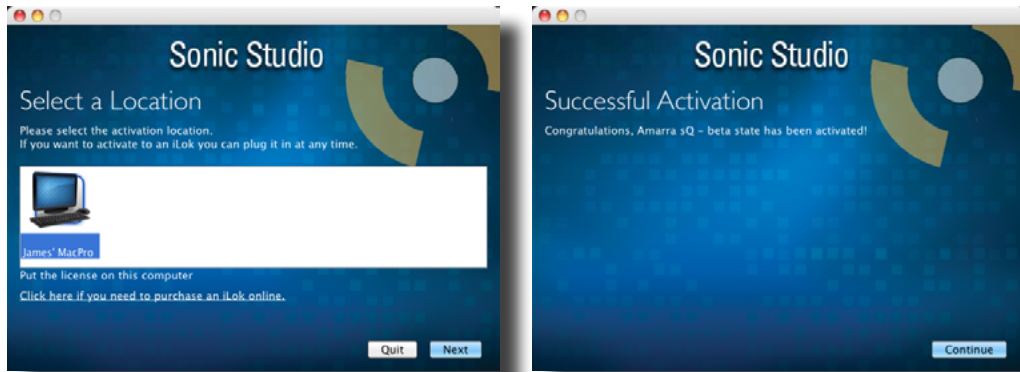 Sonic Studio
Select a Location
Please select the activation location.
If you want to activate to an iLok you can plug it in at any time.
James' MacPro
Put the license on this computer
Click here if you need to purchase an iLok online.
Quit Next
Sonic Studio
Successful Activation
Congratulations, Amarra sQ - beta state has been activated!
Continue